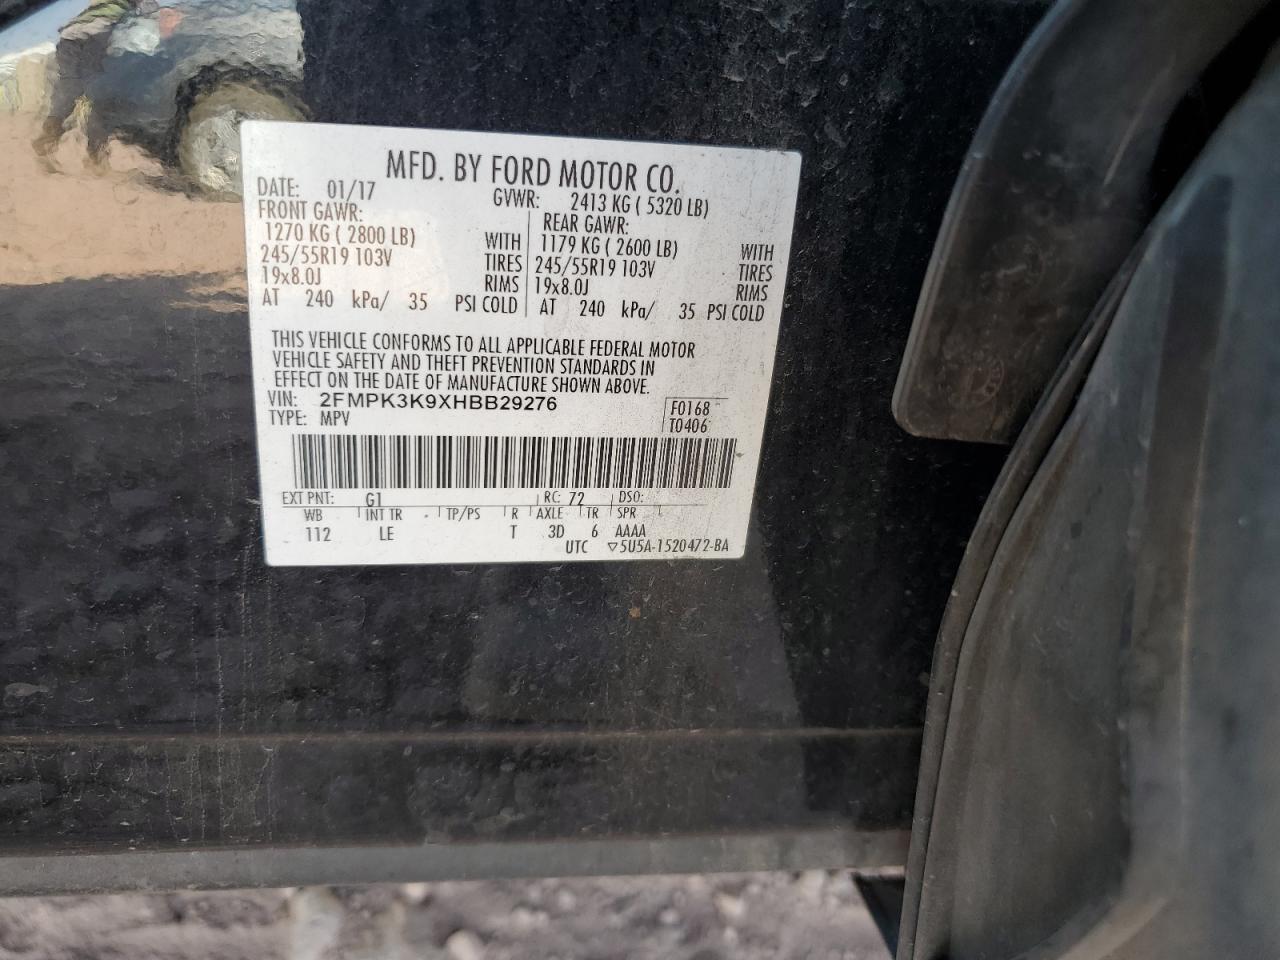 MFD. BY FORD MOTOR CO.
DATE: 01/17 GVWR: 2413 KG ( 5320 LB)
FRONT GAWR: REAR GAWR:
1270 KG ( 2800 LB) WITH 1179 KG ( 2600 LB) WITH
245/55R19 103V TIRES 245/55R19 103V TIRES
19x8.0J RIMS 19x8.0J RIMS
AT 240 kPa/ 35 PSI COLD AT 240 kPa/ 35 PSI COLD
THIS VEHICLE CONFORMS TO ALL APPLICABLE FEDERAL MOTOR
VEHICLE SAFETY AND THEFT PREVENTION STANDARDS IN
EFFECT ON THE DATE OF MANUFACTURE SHOWN ABOVE.
VIN: 2FMPK3K9XHBB29276 F0168
TYPE: MPV T0406
EXT PNT: G1 RC: 72 DSO:
WB INT TR TP/PS R AXLE TR SPR
112 LE T 3D 6 AAAA
UTC ▽5U5A-1520472-BA